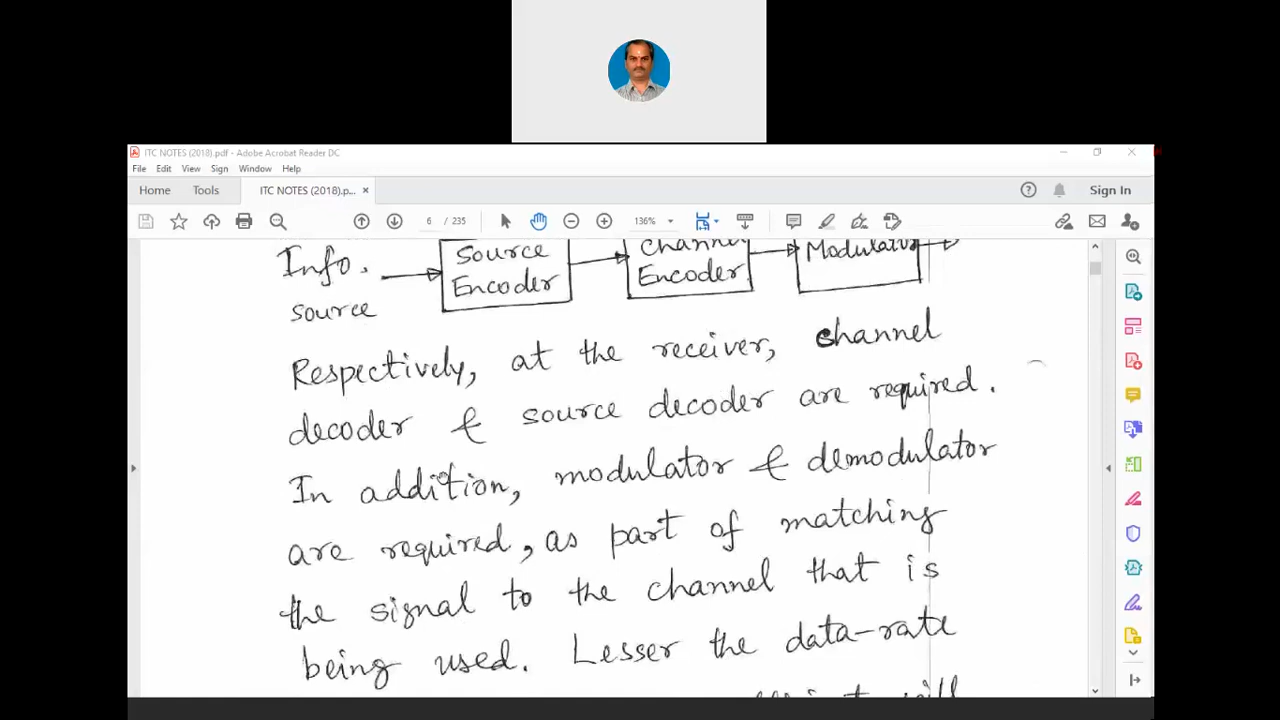 ITC NOTES (2018).pdf - Adobe Acrobat Reader DC
File Edit View Sign Window Help
Home Tools ITC NOTES (2018).p... × Sign In
6 / 235 136%
Info. Source Channel Modulator
source Encoder Encoder
Respectively, at the receiver, channel
decoder & source decoder are required.
In addition, modulator & demodulator
are required, as part of matching
the signal to the channel that is
being used. Lesser the data-rate
will